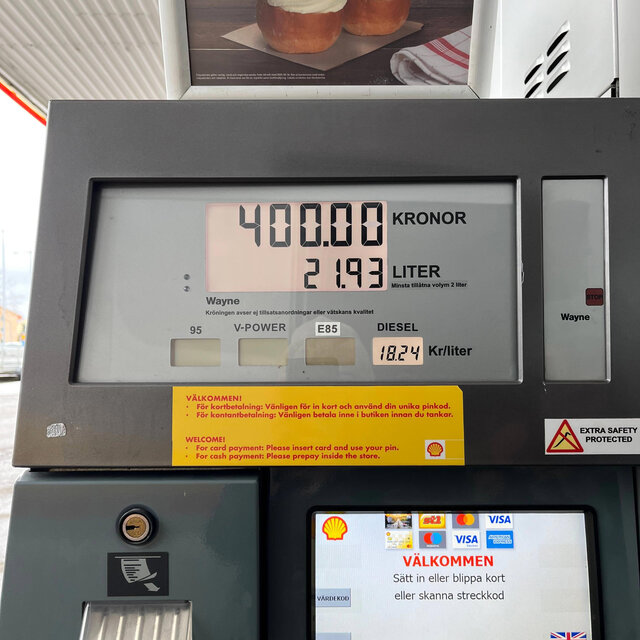 400.00 KRONOR
21.93 LITER
Minsta tillåtna volym 2 liter
Wayne
Kröningen avser ej tillsatsanordningar eller vätskans kvalitet
95 V-POWER E85 DIESEL
18.24 Kr/liter
STOP
Wayne
VÄLKOMMEN!
· För kortbetalning: Vänligen för in kort och använd din unika pinkod.
· För kontantbetalning: Vänligen betala inne i butiken innan du tankar.
WELCOME!
· For card payment: Please insert card and use your pin.
· For cash payment: Please prepay inside the store.
EXTRA SAFETY
PROTECTED
st1 VISA
VISA
VÄLKOMMEN
Sätt in eller blippa kort
eller skanna streckkod
VÄRDEKOD